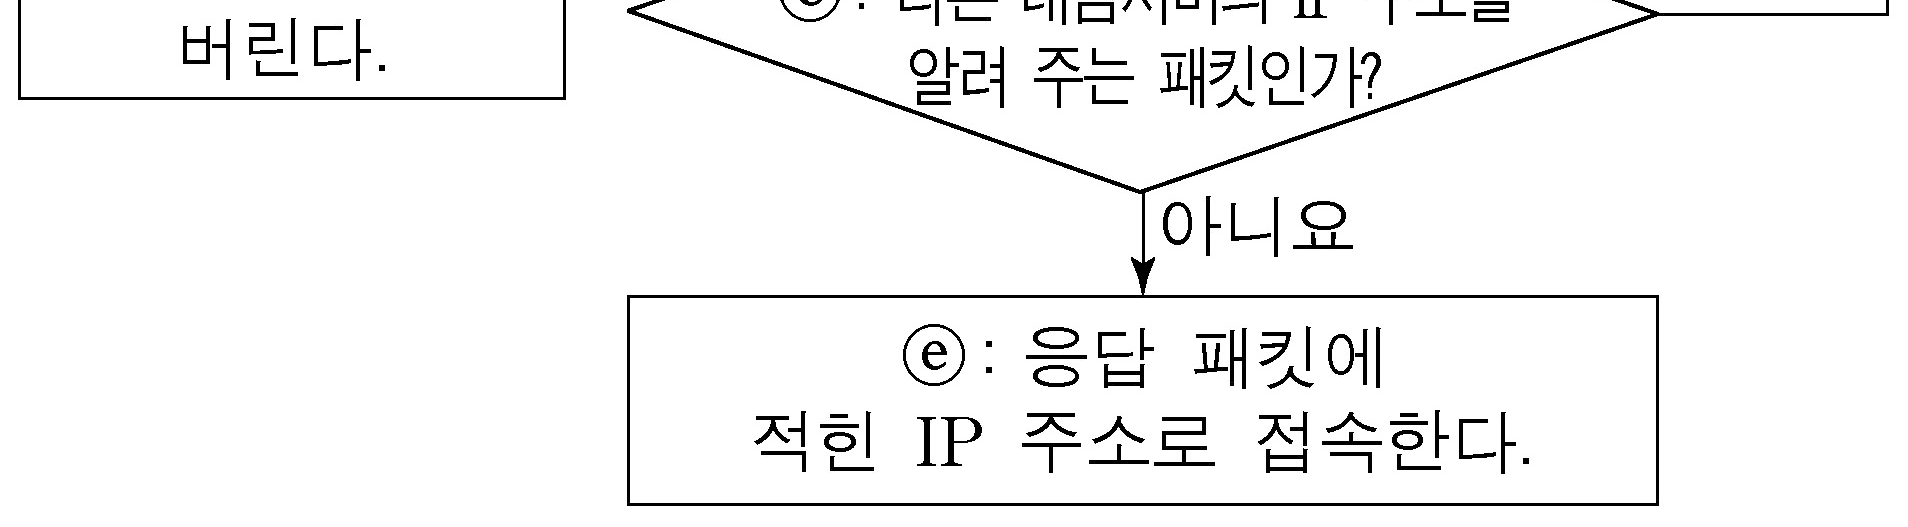 버린다.
알려 주는 패킷인가?
아니요
ⓔ: 응답 패킷에
적힌 IP 주소로 접속한다.